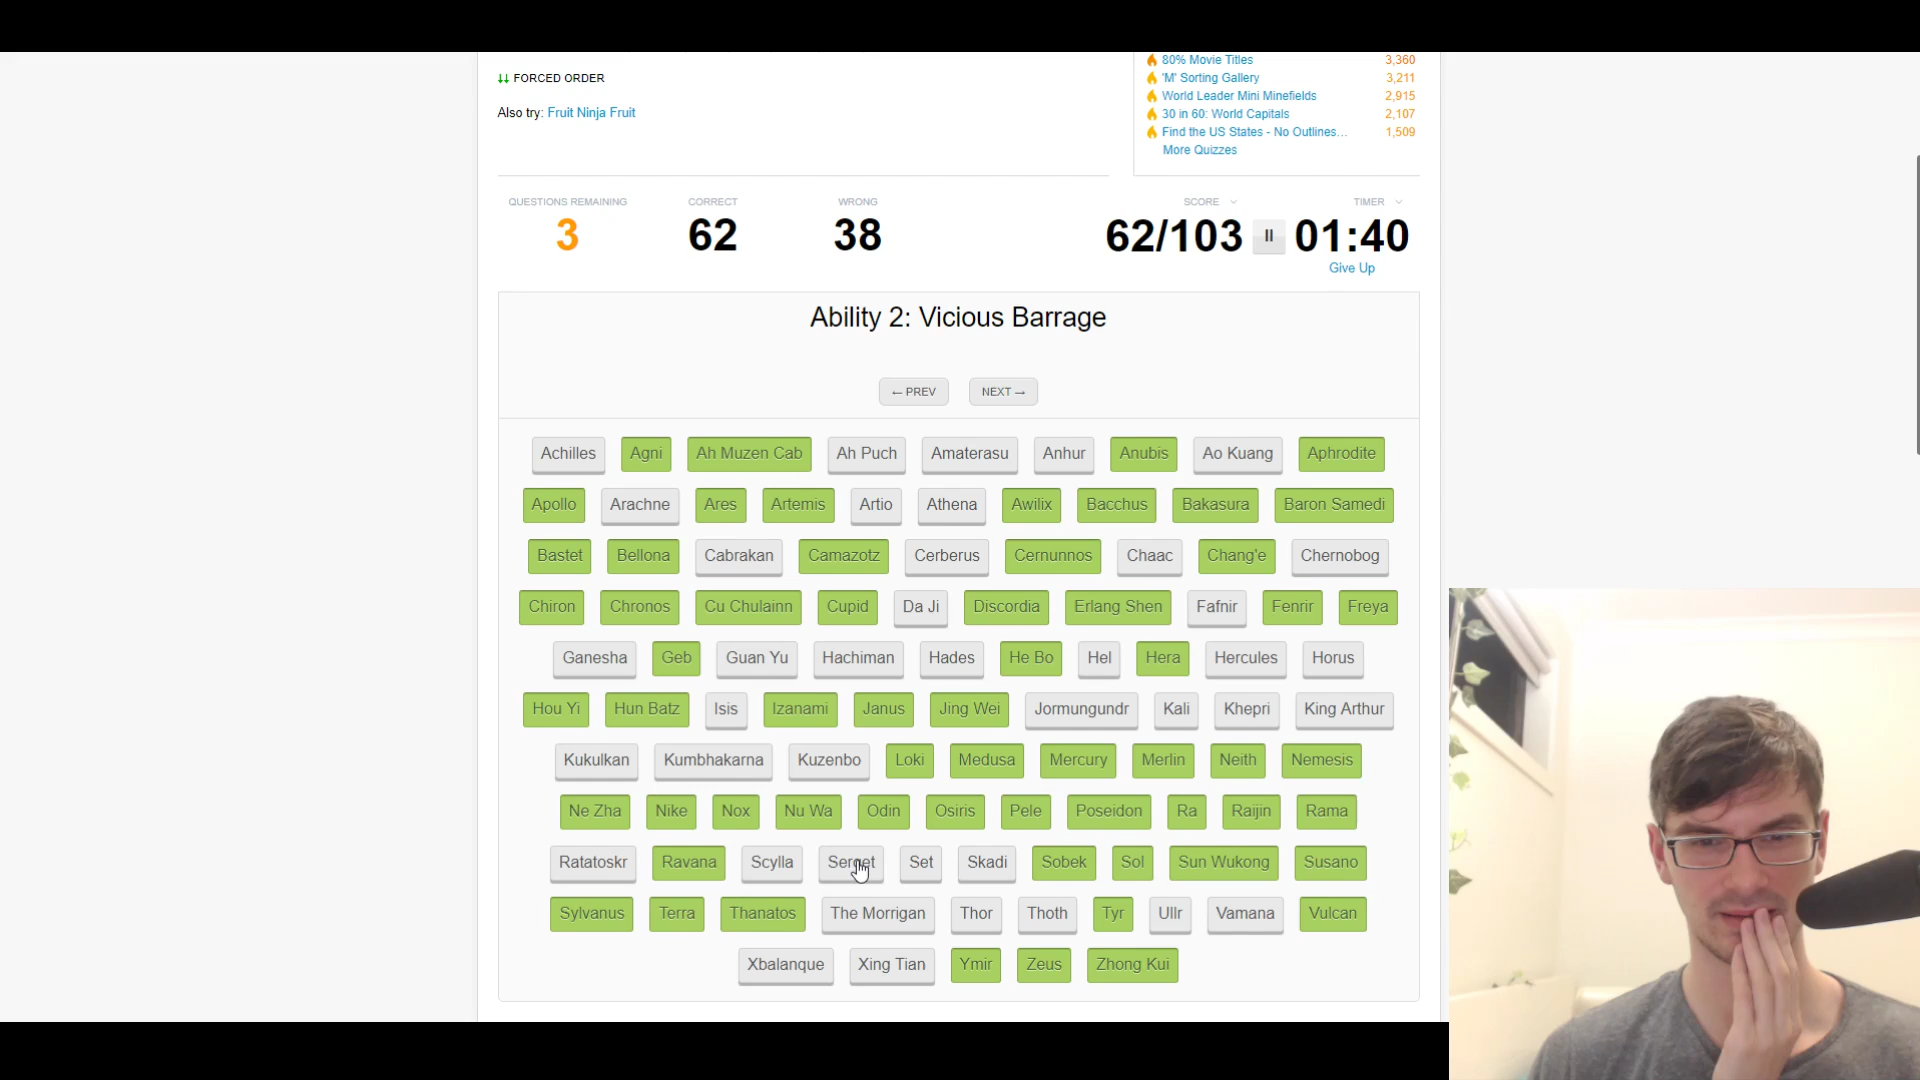 80% Movie Titles 3,360
FORCED ORDER 'M' Sorting Gallery 3,211
World Leader Mini Minefields 2,915
Also try: Fruit Ninja Fruit 30 in 60: World Capitals 2,107
Find the US States - No Outlines... 1,509
More Quizzes
QUESTIONS REMAINING CORRECT WRONG SCORE TIMER
3 62 38 62/103 01:40
Give Up
Ability 2: Vicious Barrage
← PREV NEXT →
Achilles Agni Ah Muzen Cab Ah Puch Amaterasu Anhur Anubis Ao Kuang Aphrodite
Apollo Arachne Ares Artemis Artio Athena Awilix Bacchus Bakasura Baron Samedi
Bastet Bellona Cabrakan Camazotz Cerberus Cernunnos Chaac Chang'e Chernobog
Chiron Chronos Cu Chulainn Cupid Da Ji Discordia Erlang Shen Fafnir Fenrir Freya
Ganesha Geb Guan Yu Hachiman Hades He Bo Hel Hera Hercules Horus
Hou Yi Hun Batz Isis Izanami Janus Jing Wei Jormungundr Kali Khepri King Arthur
Kukulkan Kumbhakarna Kuzenbo Loki Medusa Mercury Merlin Neith Nemesis
Ne Zha Nike Nox Nu Wa Odin Osiris Pele Poseidon Ra Raijin Rama
Ratatoskr Ravana Scylla Serqet Set Skadi Sobek Sol Sun Wukong Susano
Sylvanus Terra Thanatos The Morrigan Thor Thoth Tyr Ullr Vamana Vulcan
Xbalanque Xing Tian Ymir Zeus Zhong Kui